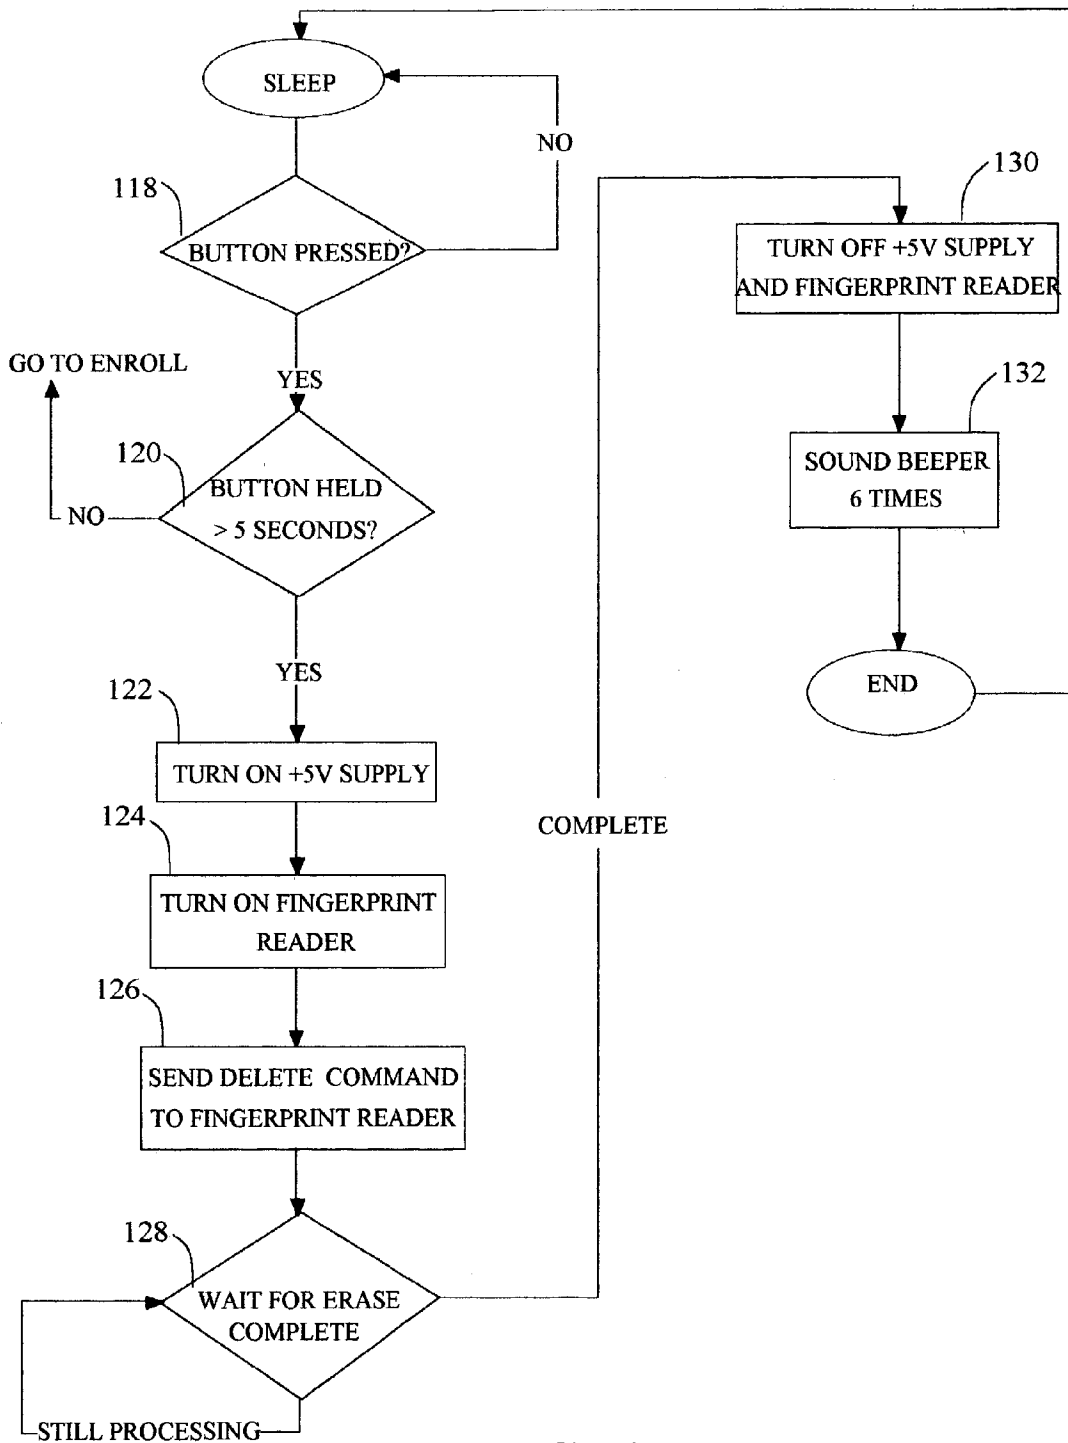 SLEEP
NO
118
BUTTON PRESSED?
YES
GO TO ENROLL
120
BUTTON HELD
> 5 SECONDS?
NO
YES
122
TURN ON +5V SUPPLY
124
TURN ON FINGERPRINT
READER
126
SEND DELETE COMMAND
TO FINGERPRINT READER
128
WAIT FOR ERASE
COMPLETE
STILL PROCESSING
COMPLETE
130
TURN OFF +5V SUPPLY
AND FINGERPRINT READER
132
SOUND BEEPER
6 TIMES
END